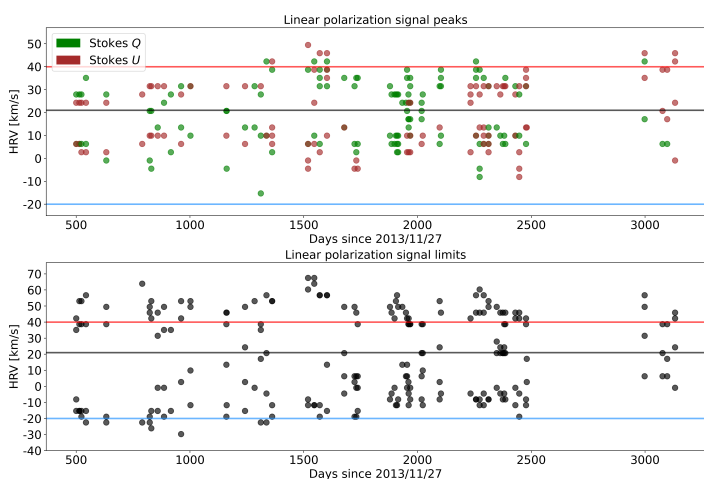 Linear polarization signal peaks
50
40
30
20
10
0
-10
-20
HRV [km/s]
Stokes Q
Stokes U
500 1000 1500 2000 2500 3000
Days since 2013/11/27
Linear polarization signal limits
70
60
50
40
30
20
10
0
-10
-20
-30
-40
HRV [km/s]
500 1000 1500 2000 2500 3000
Days since 2013/11/27